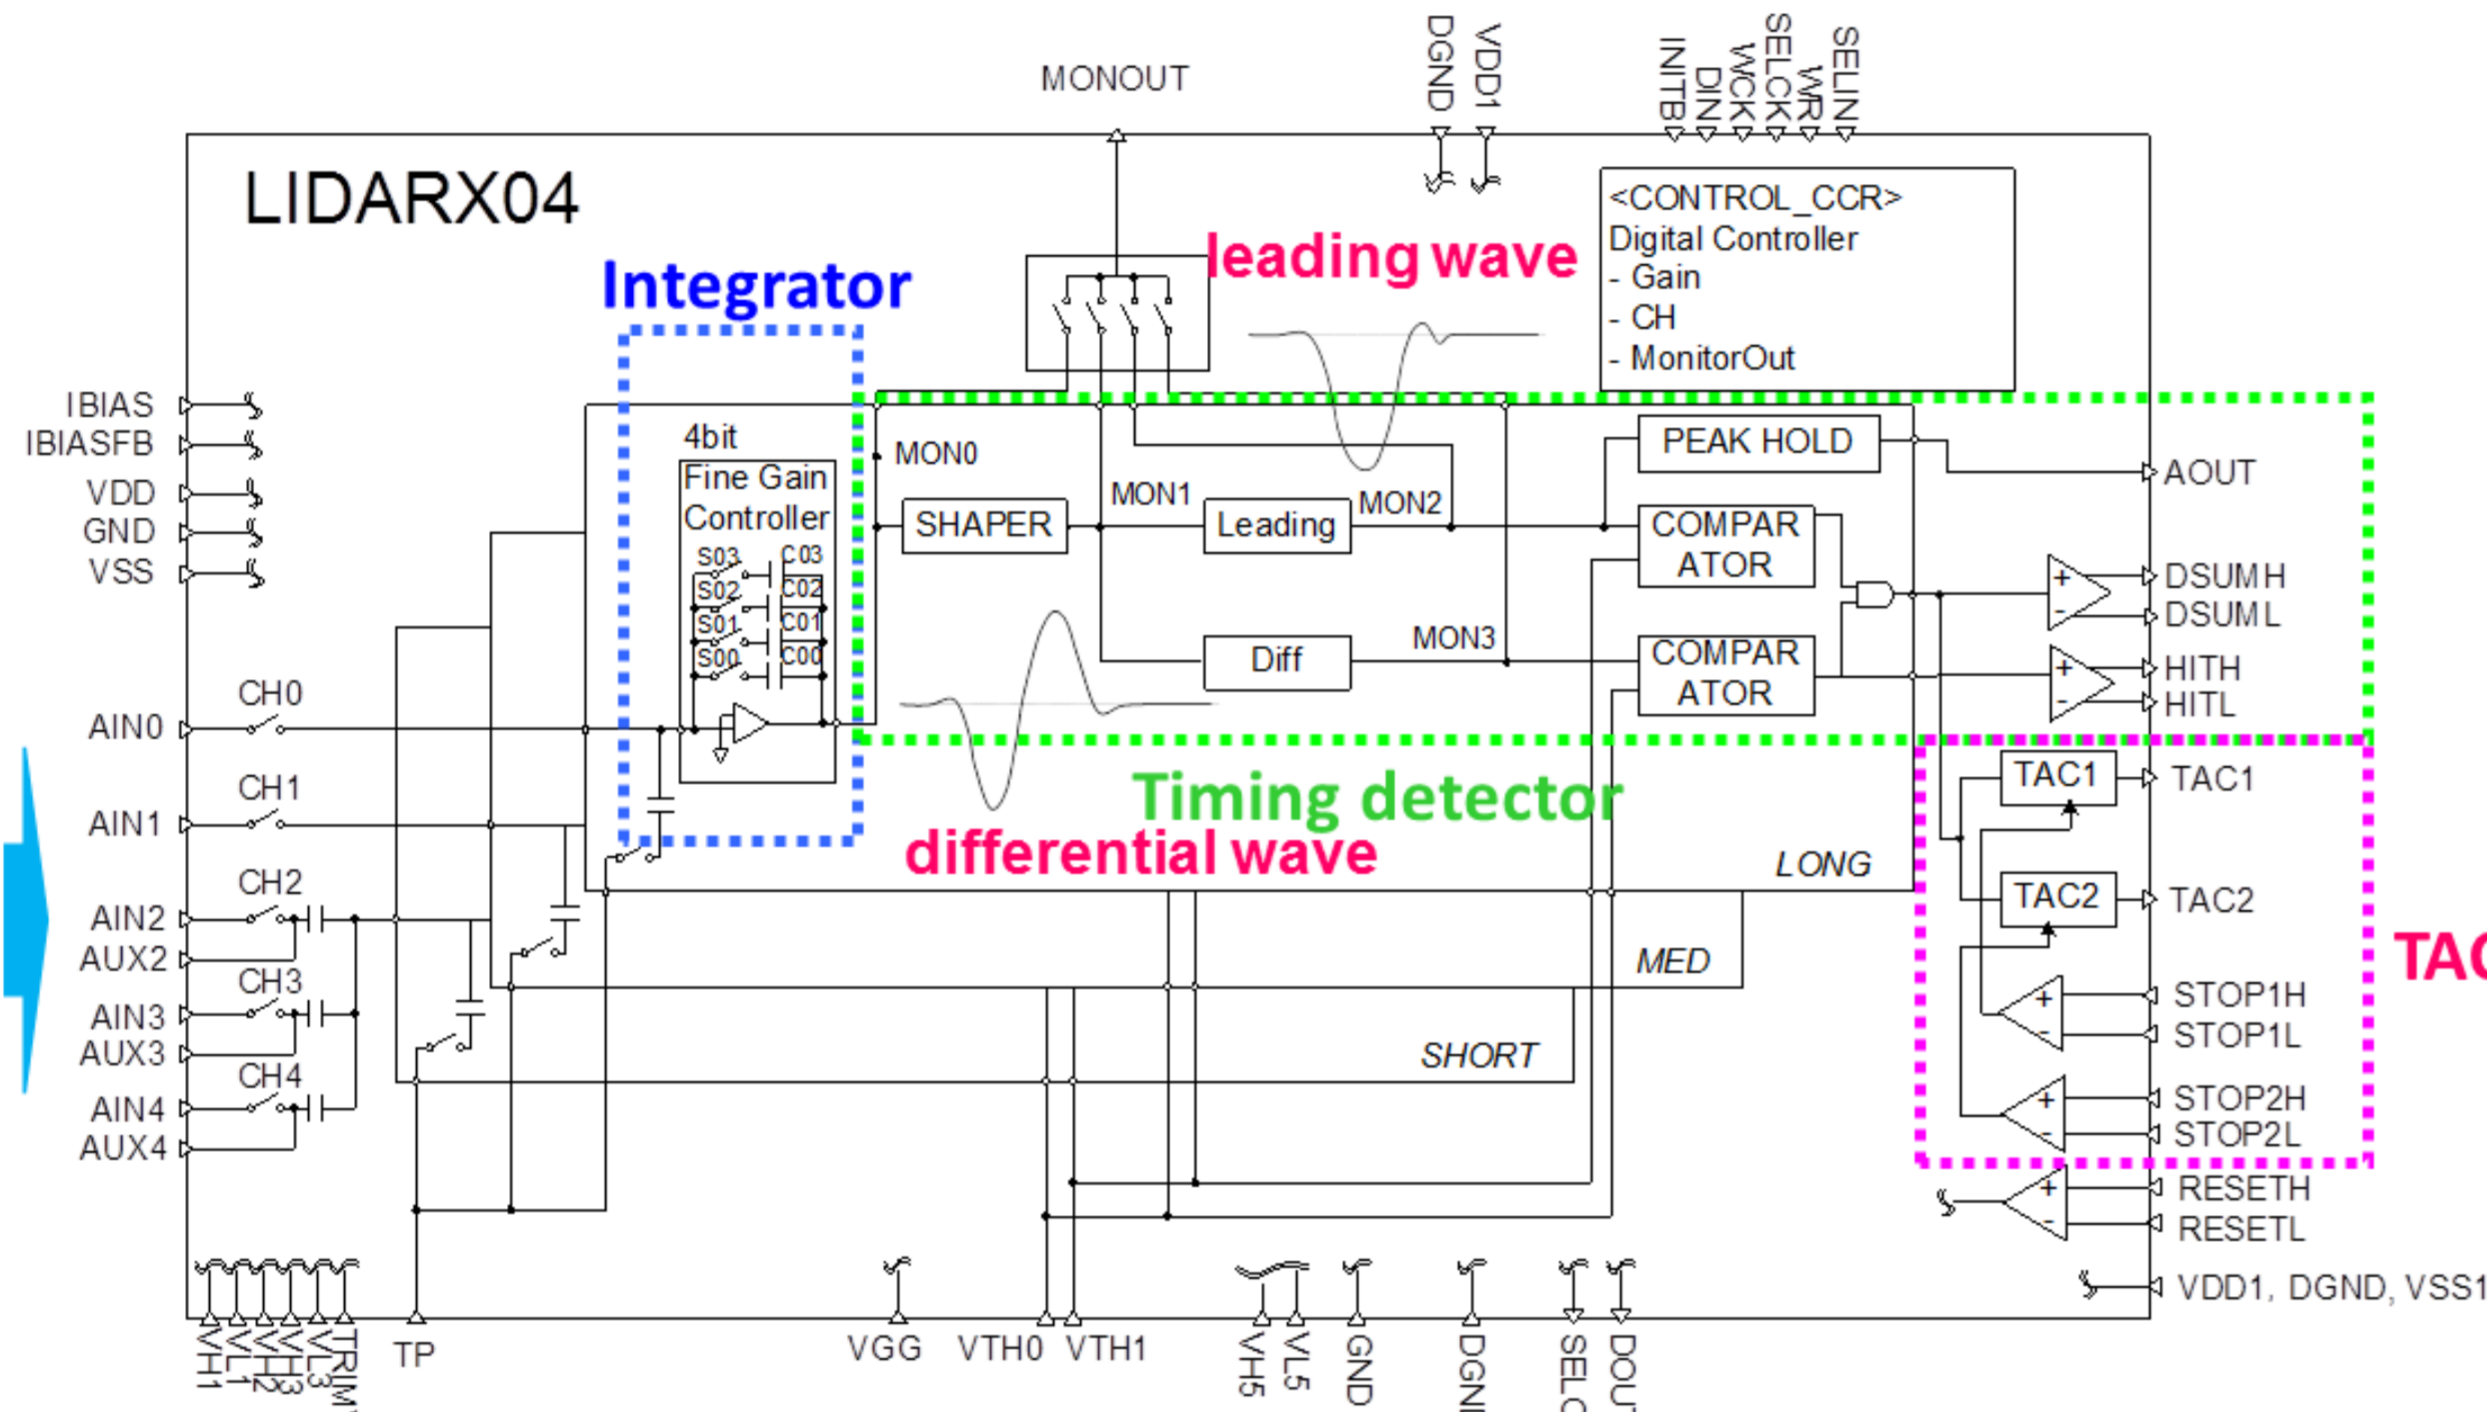 MONOUT
DGND
VDD1
INITB
DIN
WCK
SELCK
WR
SELIN
LIDARX04
<CONTROL_CCR>
Digital Controller
- Gain
- CH
- MonitorOut
leading wave
Integrator
IBIAS
IBIASFB
VDD
GND
VSS
4bit
Fine Gain
Controller
S03
C03
S02
C02
S01
C01
S00
C00
MON0
SHAPER
MON1
Leading
MON2
PEAK HOLD
COMPAR
ATOR
Diff
MON3
COMPAR
ATOR
+
-
+
-
AOUT
DSUMH
DSUML
HITH
HITL
CH0
AIN0
CH1
AIN1
CH2
AIN2
AUX2
CH3
AIN3
AUX3
CH4
AIN4
AUX4
Timing detector
differential wave
LONG
MED
SHORT
TAC1
TAC1
TAC2
TAC2
TAC
+
-
STOP1H
STOP1L
+
-
STOP2H
STOP2L
+
-
RESETH
RESETL
VDD1, DGND, VSS1
VH1
VL1
VH2
VH3
VL3
TRIM
TP
VGG
VTH0
VTH1
VH5
VL5
GND
DGND
DOUT